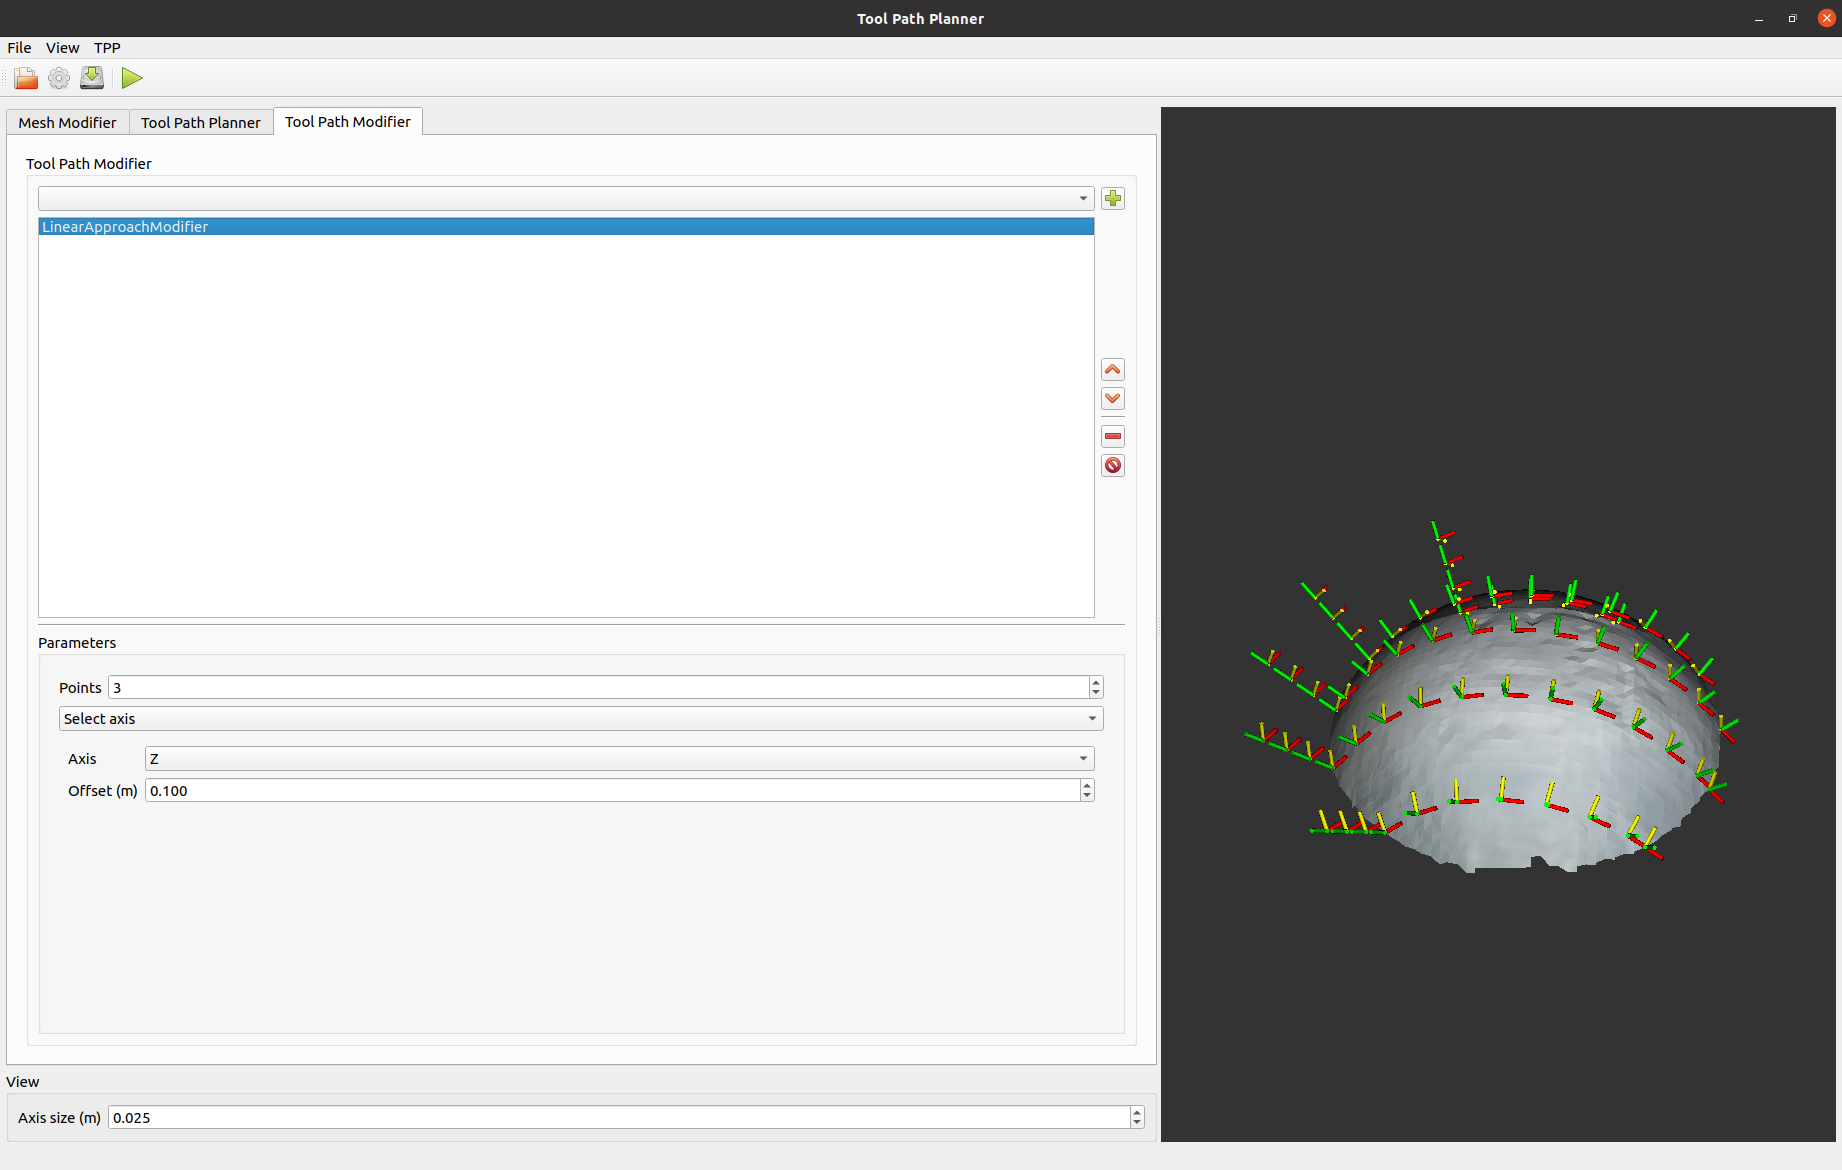 Tool Path Planner
File View TPP
Mesh Modifier Tool Path Planner Tool Path Modifier
Tool Path Modifier
LinearApproachModifier
Parameters
Points 3
Select axis
Axis Z
Offset (m) 0.100
View
Axis size (m) 0.025